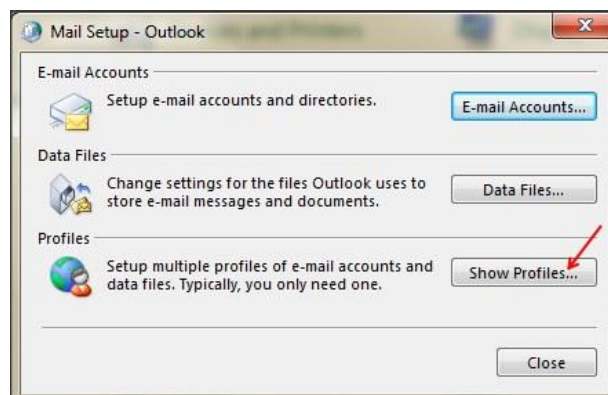 Mail Setup - Outlook
E-mail Accounts
Setup e-mail accounts and directories.
E-mail Accounts...
Data Files
Change settings for the files Outlook uses to
store e-mail messages and documents.
Data Files...
Profiles
Setup multiple profiles of e-mail accounts and
data files. Typically, you only need one.
Show Profiles...
Close